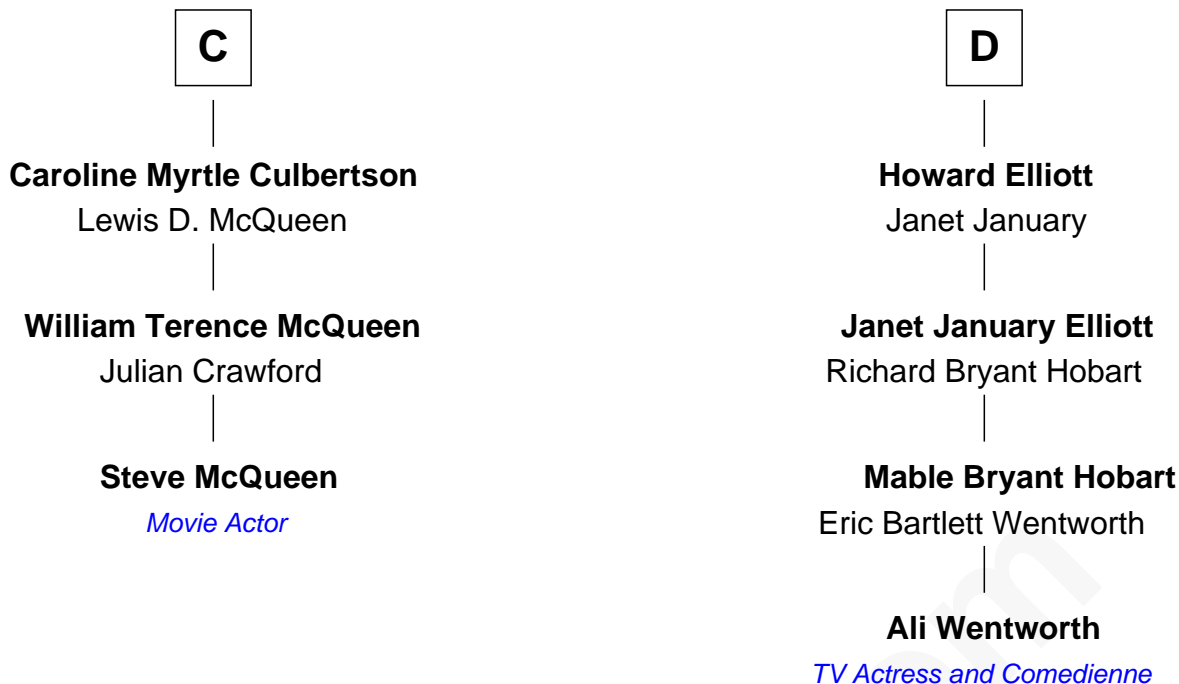 C
Caroline Myrtle Culbertson
Lewis D. McQueen
William Terence McQueen
Julian Crawford
Steve McQueen
Movie Actor
D
Howard Elliott
Janet January
Janet January Elliott
Richard Bryant Hobart
Mable Bryant Hobart
Eric Bartlett Wentworth
Ali Wentworth
TV Actress and Comedienne